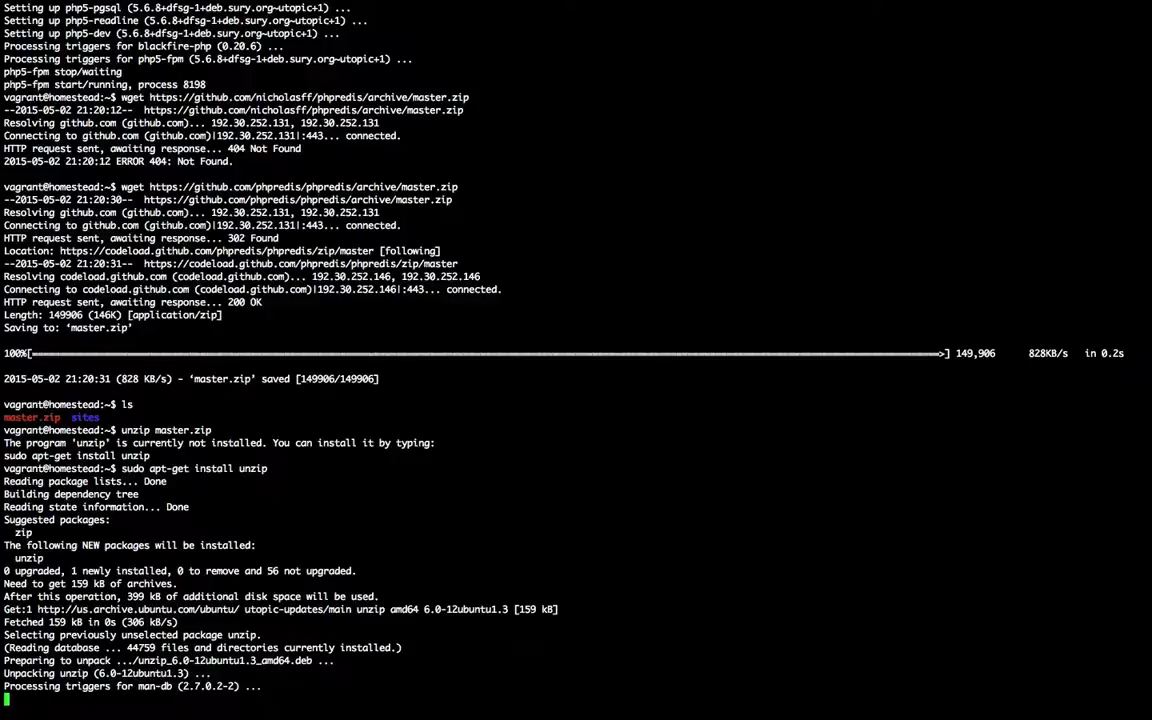 Setting up php5-pgsql (5.6.8+dfsg-1+deb.sury.org~utopic+1) ...
Setting up php5-readline (5.6.8+dfsg-1+deb.sury.org~utopic+1) ...
Setting up php5-dev (5.6.8+dfsg-1+deb.sury.org~utopic+1) ...
Processing triggers for blackfire-php (0.20.6) ...
Processing triggers for php5-fpm (5.6.8+dfsg-1+deb.sury.org~utopic+1) ...
php5-fpm stop/waiting
php5-fpm start/running, process 8198
vagrant@homestead:~$ wget https://github.com/nicholasff/phpredis/archive/master.zip
--2015-05-02 21:20:12--  https://github.com/nicholasff/phpredis/archive/master.zip
Resolving github.com (github.com)... 192.30.252.131, 192.30.252.131
Connecting to github.com (github.com)|192.30.252.131|:443... connected.
HTTP request sent, awaiting response... 404 Not Found
2015-05-02 21:20:12 ERROR 404: Not Found.
vagrant@homestead:~$ wget https://github.com/phpredis/phpredis/archive/master.zip
--2015-05-02 21:20:30--  https://github.com/phpredis/phpredis/archive/master.zip
Resolving github.com (github.com)... 192.30.252.131, 192.30.252.131
Connecting to github.com (github.com)|192.30.252.131|:443... connected.
HTTP request sent, awaiting response... 302 Found
Location: https://codeload.github.com/phpredis/phpredis/zip/master [following]
--2015-05-02 21:20:31--  https://codeload.github.com/phpredis/phpredis/zip/master
Resolving codeload.github.com (codeload.github.com)... 192.30.252.146, 192.30.252.146
Connecting to codeload.github.com (codeload.github.com)|192.30.252.146|:443... connected.
HTTP request sent, awaiting response... 200 OK
Length: 149906 (146K) [application/zip]
Saving to: ‘master.zip’
100%[======================================>] 149,906 828KB/s in 0.2s
2015-05-02 21:20:31 (828 KB/s) - ‘master.zip’ saved [149906/149906]
vagrant@homestead:~$ ls
master.zip  sites
vagrant@homestead:~$ unzip master.zip
The program 'unzip' is currently not installed. You can install it by typing:
sudo apt-get install unzip
vagrant@homestead:~$ sudo apt-get install unzip
Reading package lists... Done
Building dependency tree
Reading state information... Done
Suggested packages:
zip
The following NEW packages will be installed:
unzip
0 upgraded, 1 newly installed, 0 to remove and 56 not upgraded.
Need to get 159 kB of archives.
After this operation, 399 kB of additional disk space will be used.
Get:1 http://us.archive.ubuntu.com/ubuntu/ utopic-updates/main unzip amd64 6.0-12ubuntu1.3 [159 kB]
Fetched 159 kB in 0s (306 kB/s)
Selecting previously unselected package unzip.
(Reading database ... 44759 files and directories currently installed.)
Preparing to unpack .../unzip_6.0-12ubuntu1.3_amd64.deb ...
Unpacking unzip (6.0-12ubuntu1.3) ...
Processing triggers for man-db (2.7.0.2-2) ...